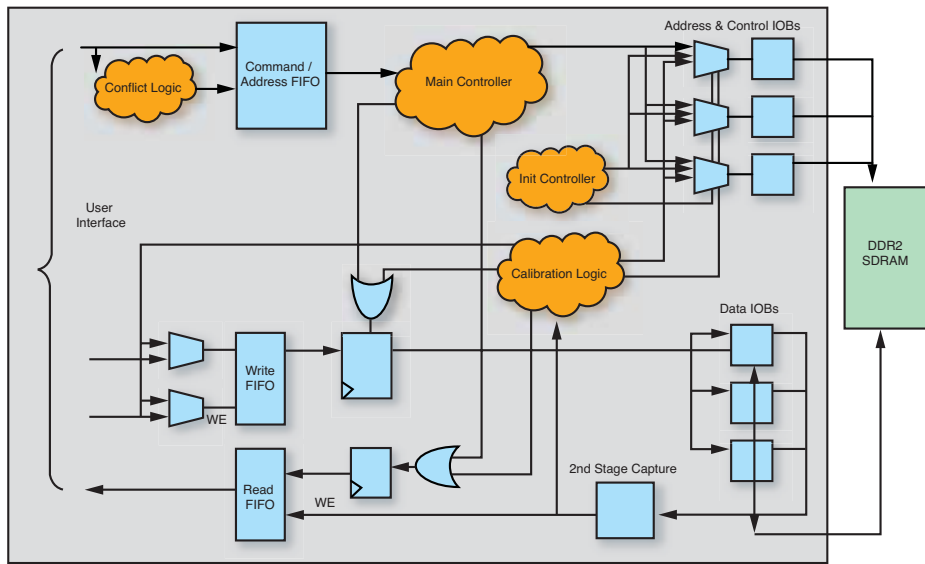 Address & Control IOBs
Command /
Address FIFO
Main Controller
Conflict Logic
Init Controller
User
Interface
DDR2
SDRAM
Calibration Logic
Data IOBs
Write
FIFO
WE
2nd Stage Capture
Read
FIFO
WE